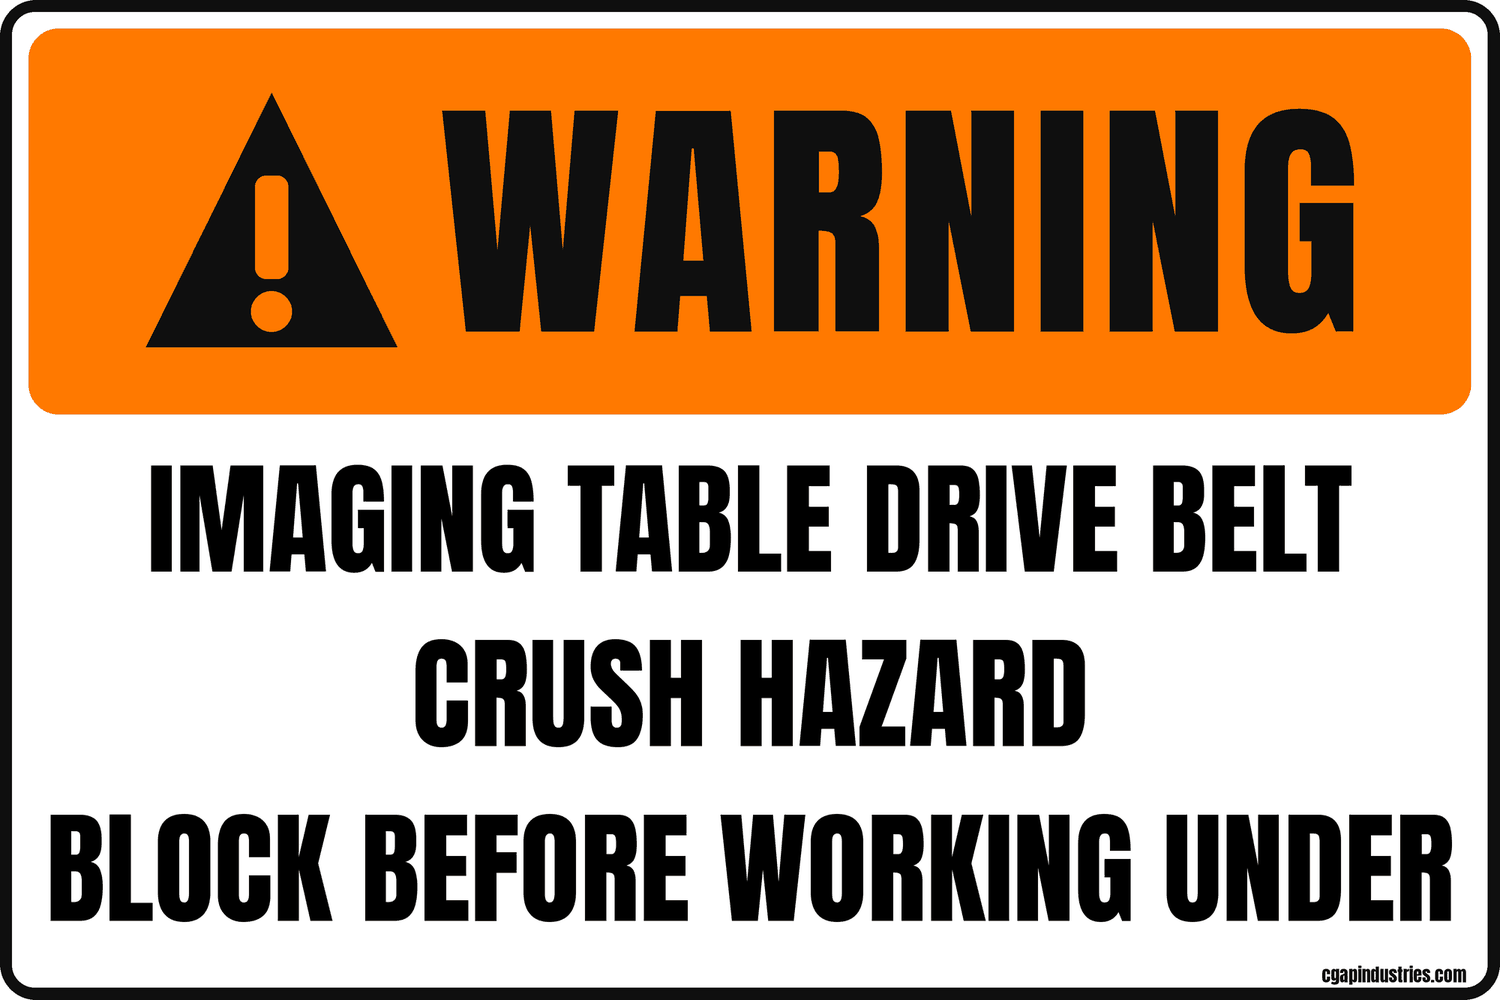 WARNING
IMAGING TABLE DRIVE BELT
CRUSH HAZARD
BLOCK BEFORE WORKING UNDER
cgapindustries.com